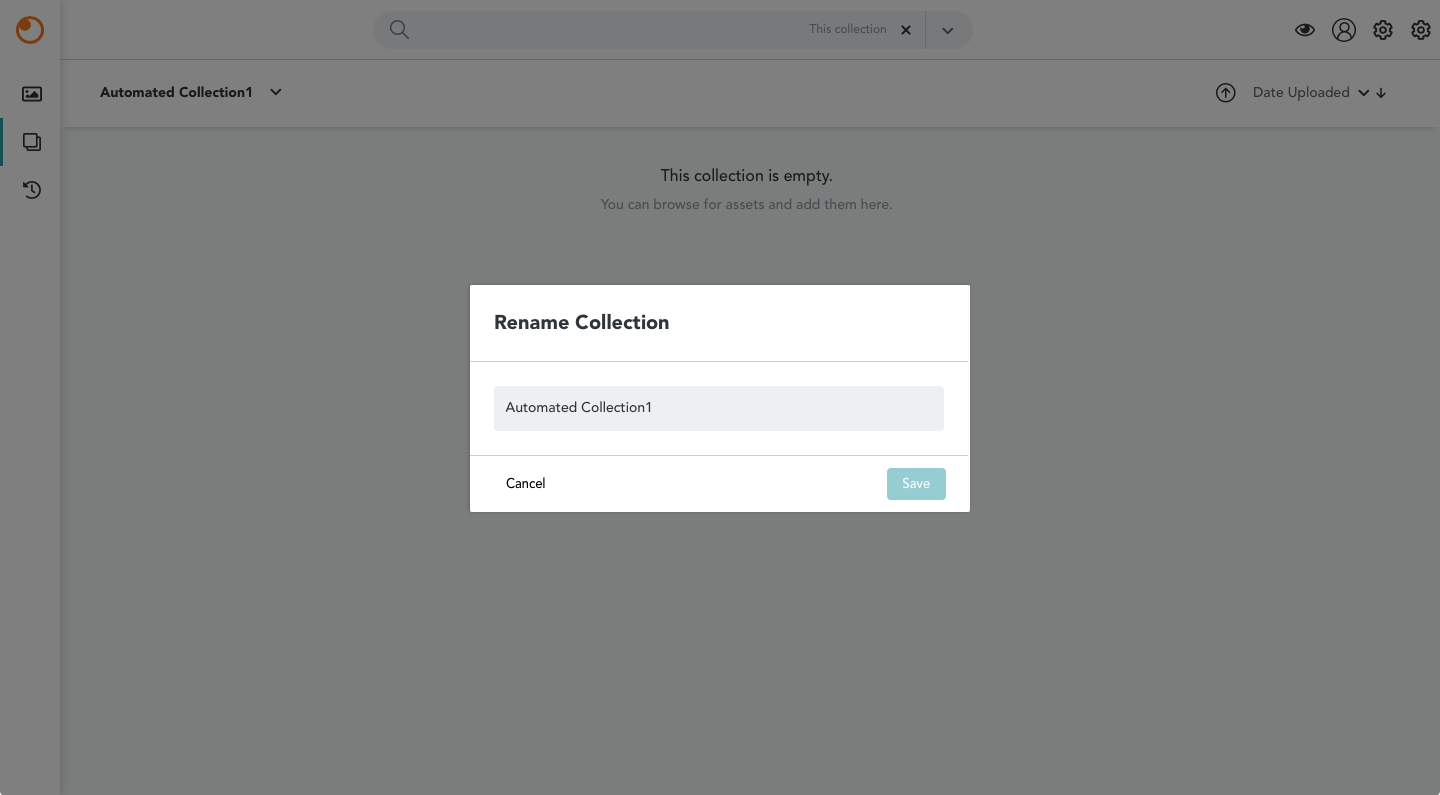 This collection
Automated Collection1
Date Uploaded
This collection is empty.
You can browse for assets and add them here.
Rename Collection
Automated Collection1
Cancel
Save